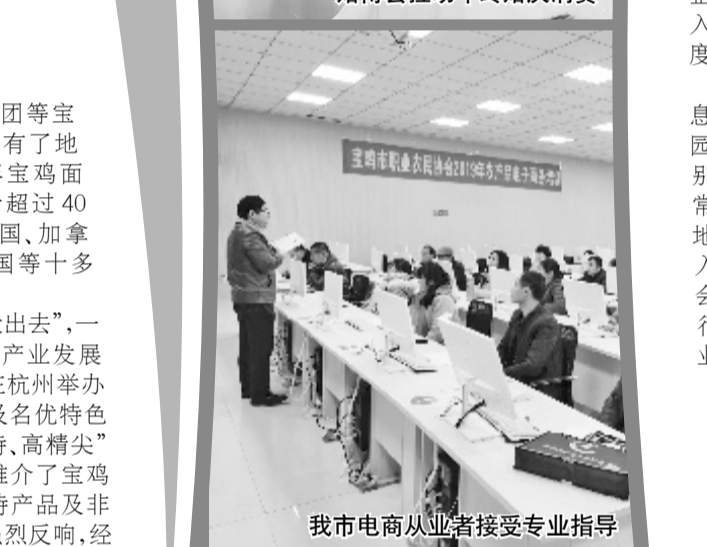 团等宝
有了地
宝鸡面
超过 40
国、加拿
国等十多
出去”,一
产业发展
在杭州举办
及名优特色
特、高精尖”
推介了宝鸡
特产品及非
强烈反响,经
宝鸡市职业农民协会2019年农产品电子商务培训
我市电商从业者接受专业指导
入
度
息
园
别
常
地
入
会
行
业